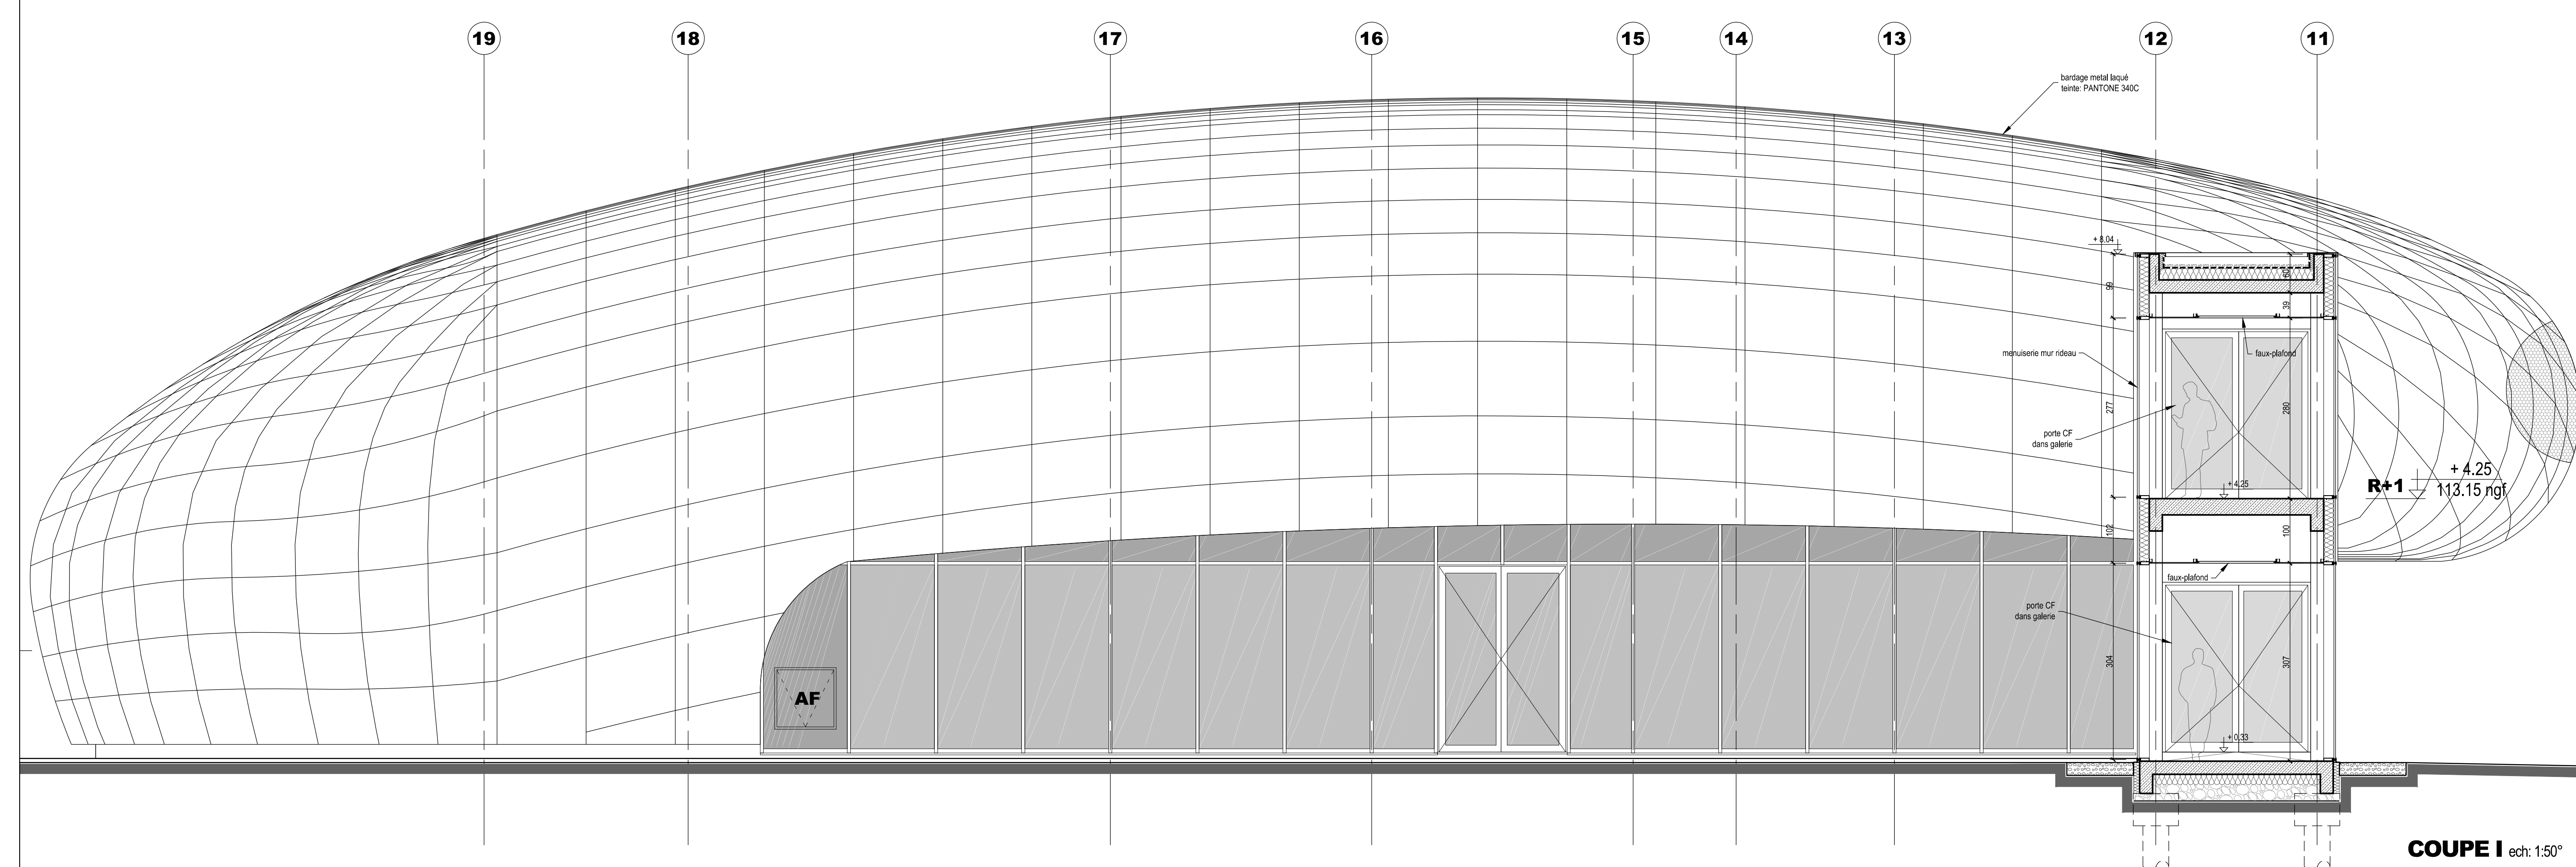 19
18
17
16
15
14
13
12
11
bardage metal laqué
teinte: PANTONE 340C
+ 8.04
60
99
39
menuiserie mur rideau
faux-plafond
277
280
porte CF
dans galerie
+ 4.25
R+1
+ 4.25
113.15 ngf
102
100
faux-plafond
porte CF
dans galerie
304
307
AF
+ 0.33
COUPE I ech: 1:50°